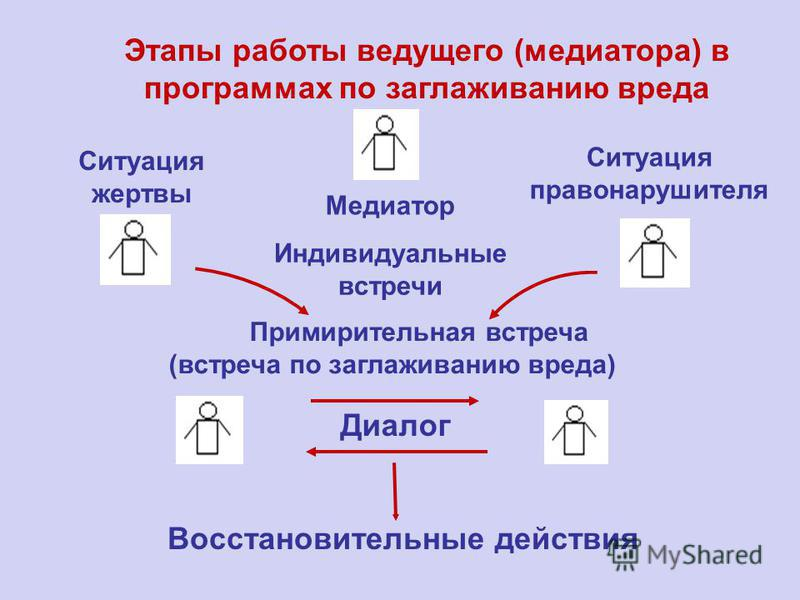 Этапы работы ведущего (медиатора) в
программах по заглаживанию вреда
Ситуация
жертвы
Медиатор
Ситуация
правонарушителя
Индивидуальные
встречи
Примирительная встреча
(встреча по заглаживанию вреда)
Диалог
Восстановительные действия
MyShared